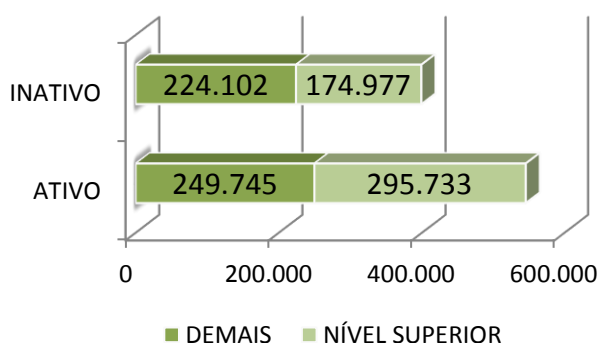 INATIVO 224.102 174.977
ATIVO 249.745 295.733
0 200.000 400.000 600.000
DEMAIS NÍVEL SUPERIOR